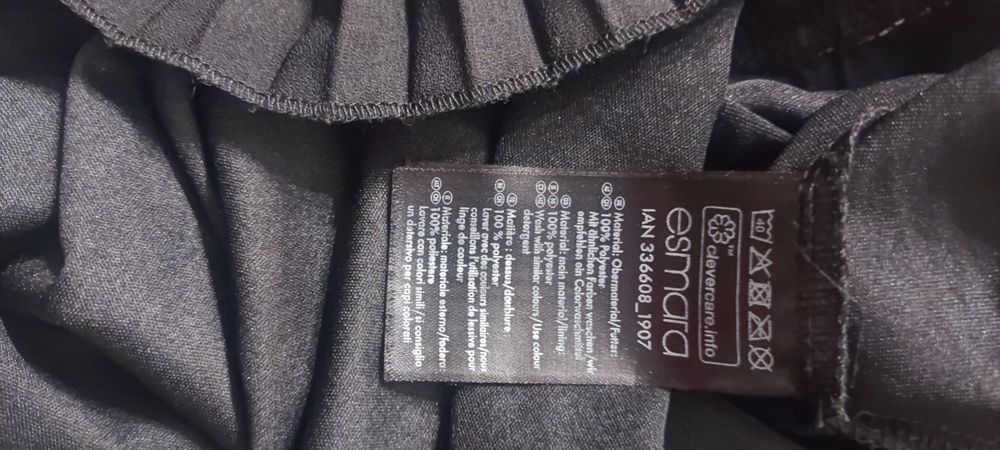 40
clevercare.info™
esmara
IAN 336608_1907
Material: Obermaterial/Futter:
100% Polyester
Mit ähnlichen Farben waschen/wir
empfehlen ein Colorwaschmittel
Material: main material/lining:
100% polyester
Wash with similar colours/Use colour
detergent
Matière : dessus/doublure :
100 % polyester
Laver avec des couleurs similaires/nous
conseillons l'utilisation de lessive pour
linge de couleur
Materiale: materiale esterno/fodera:
100% poliestere
Lavare con colori simili/si consiglia
un detersivo per capi colorati